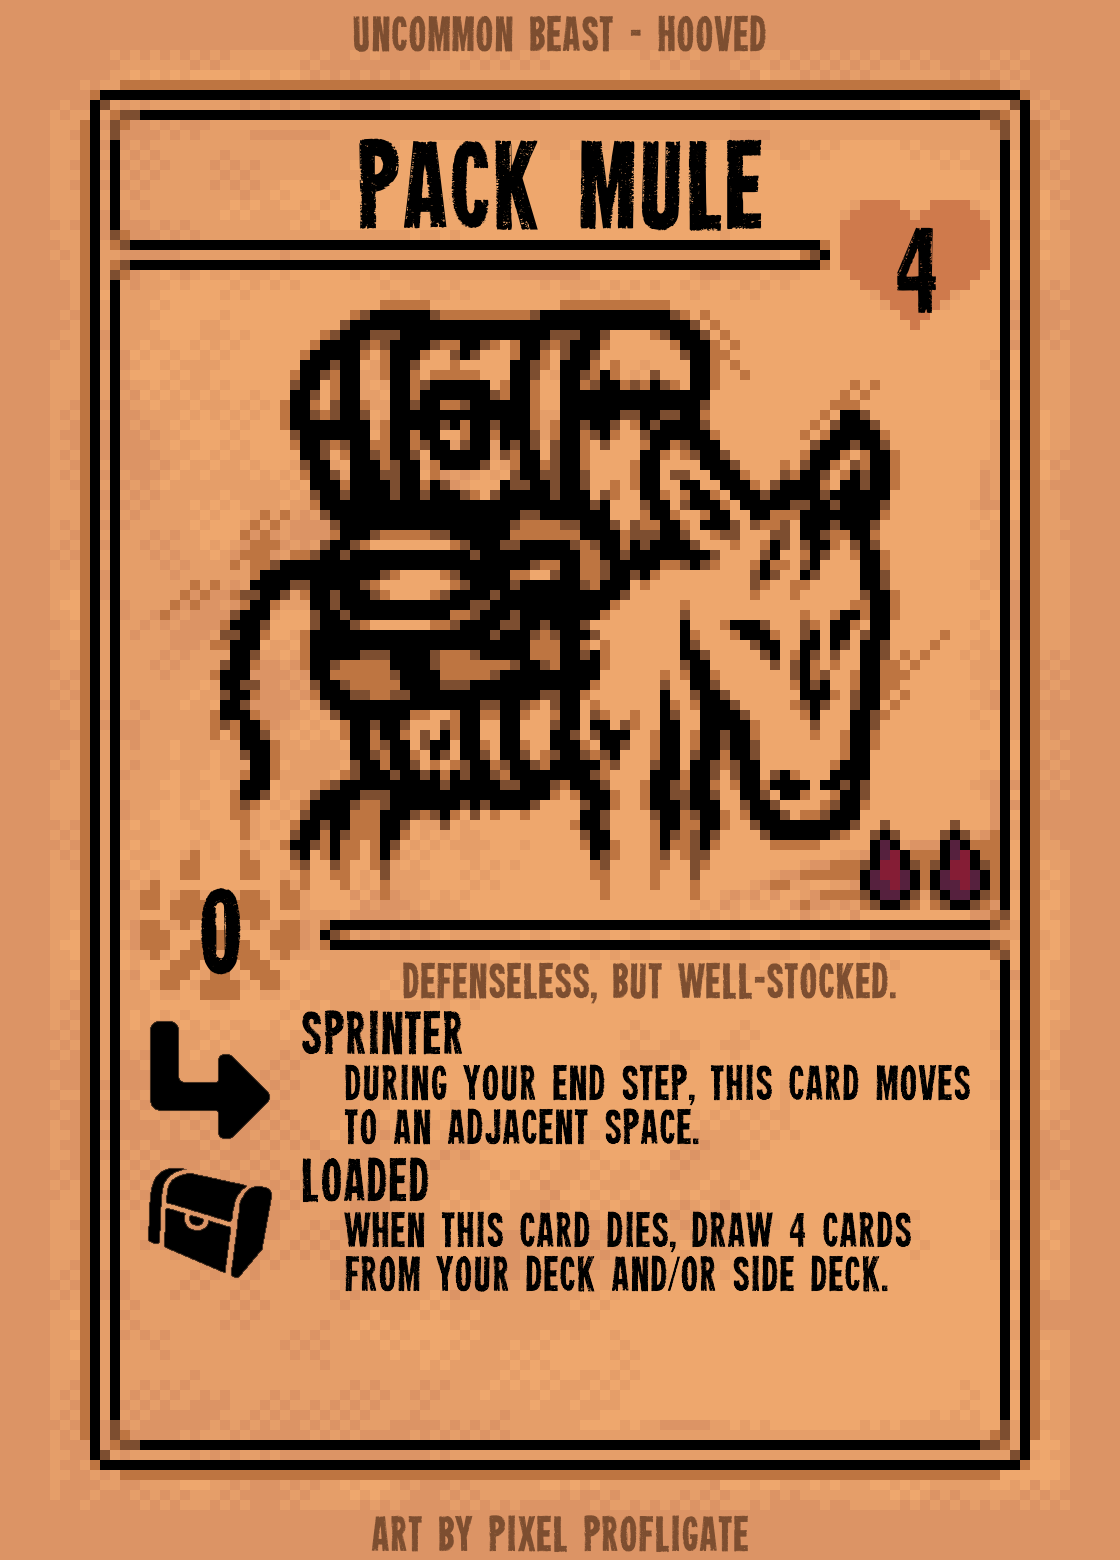 UNCOMMON BEAST - HOOVED
PACK MULE
4
0
DEFENSELESS, BUT WELL-STOCKED.
SPRINTER
DURING YOUR END STEP, THIS CARD MOVES
TO AN ADJACENT SPACE.
LOADED
WHEN THIS CARD DIES, DRAW 4 CARDS
FROM YOUR DECK AND/OR SIDE DECK.
ART BY PIXEL PROFLIGATE